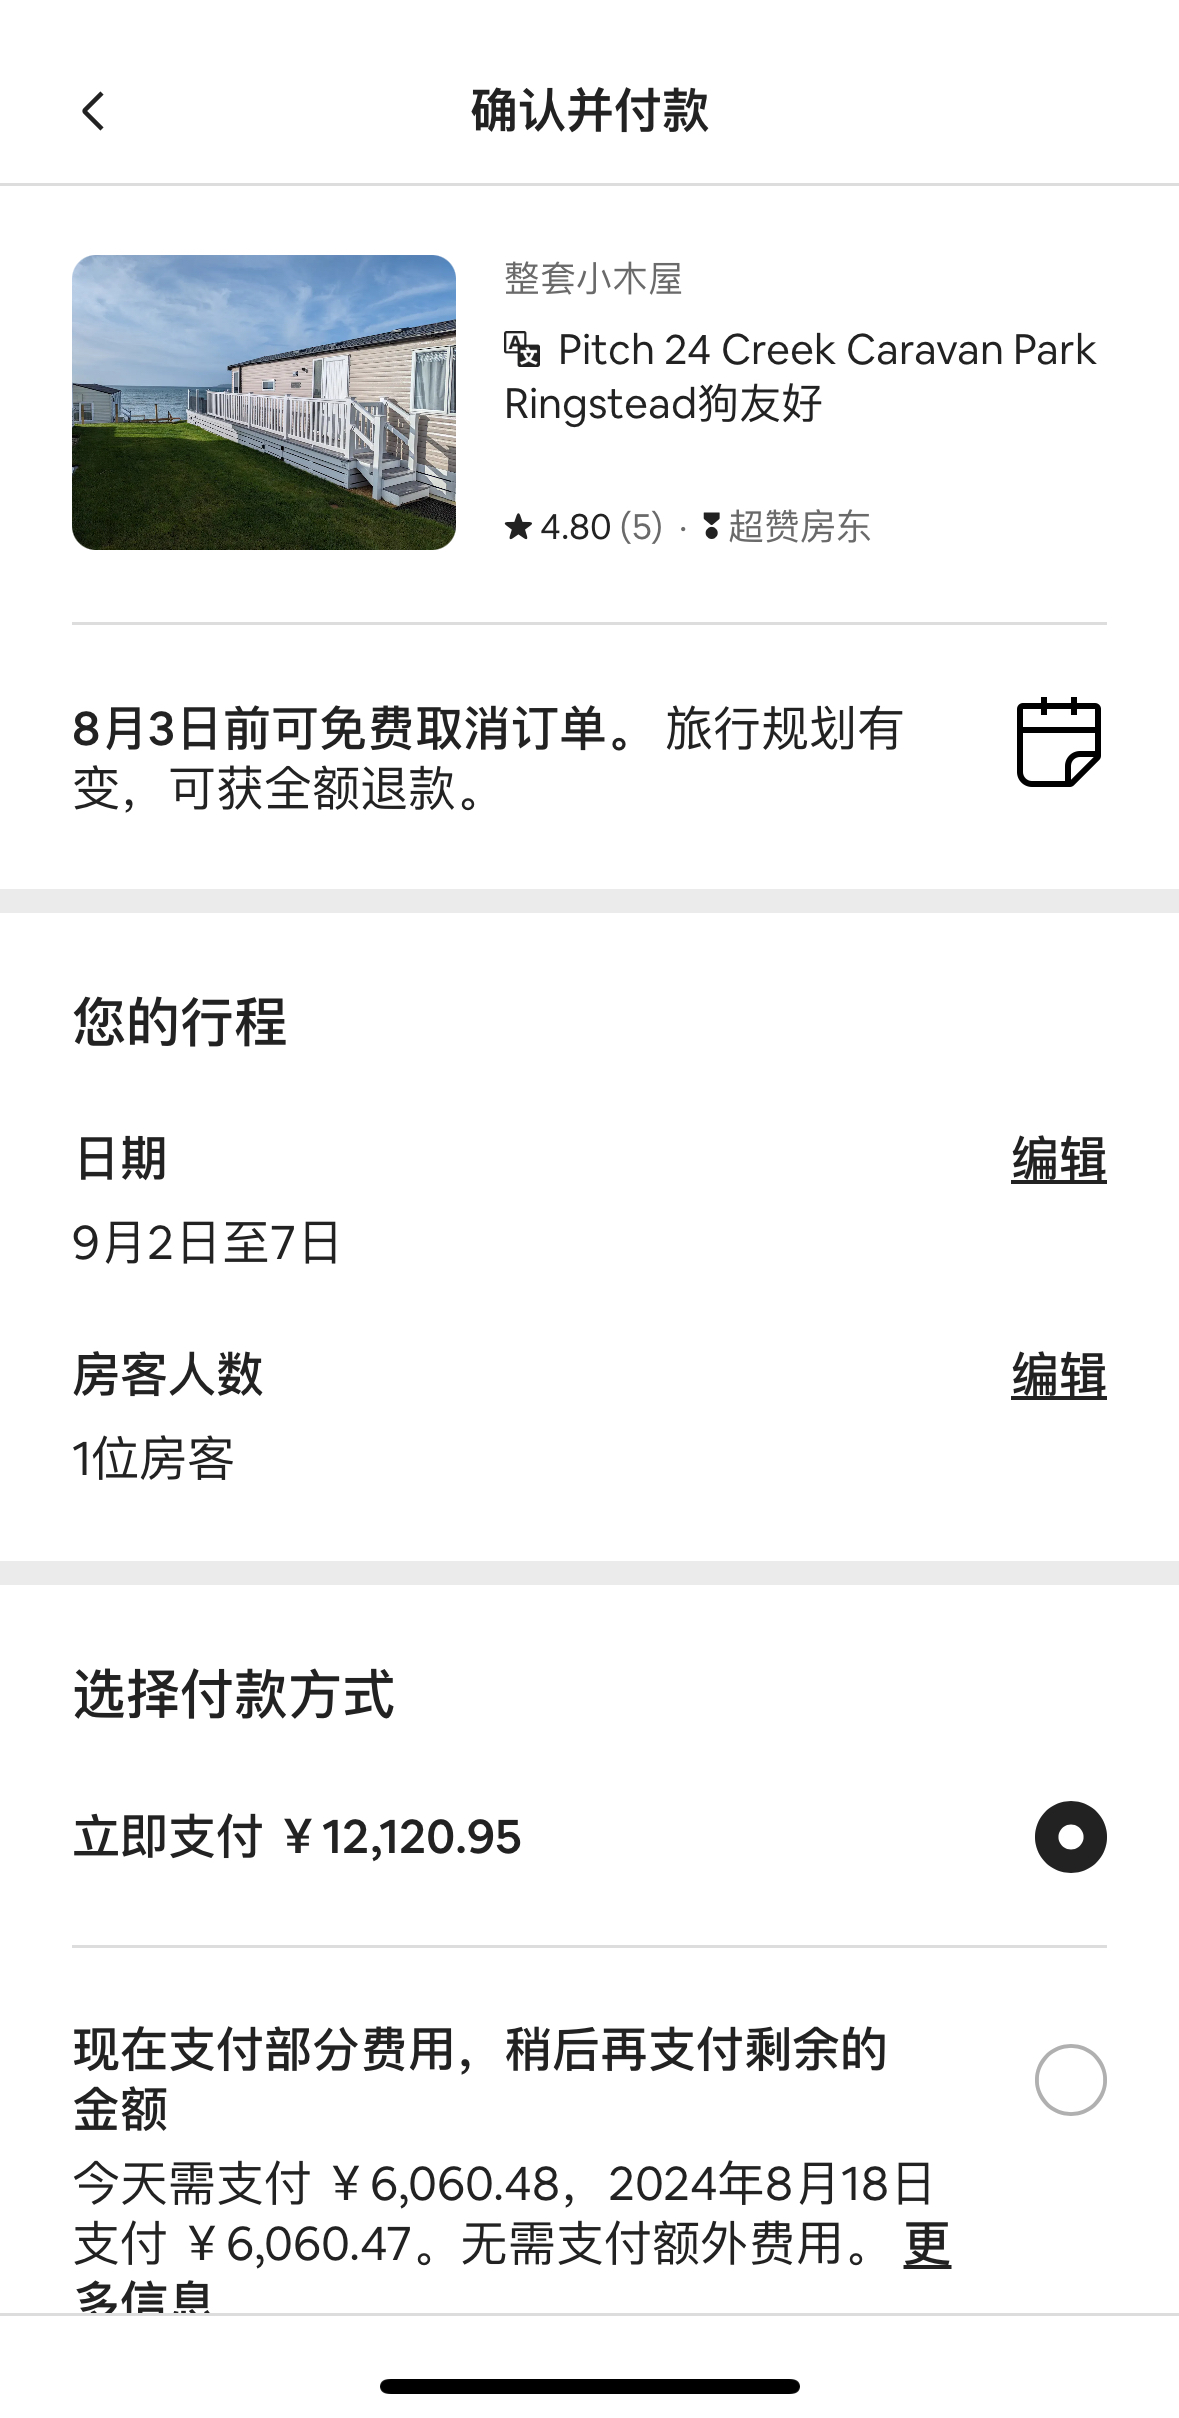 确认并付款
整套小木屋
Pitch 24 Creek Caravan Park
Ringstead狗友好
4.80 (5) · 超赞房东
8月3日前可免费取消订单。 旅行规划有
变，可获全额退款。
您的行程
日期
编辑
9月2日至7日
房客人数
编辑
1位房客
选择付款方式
立即支付 ¥12,120.95
现在支付部分费用，稍后再支付剩余的
金额
今天需支付 ¥6,060.48，2024年8月18日
支付 ¥6,060.47。无需支付额外费用。 更
多信息